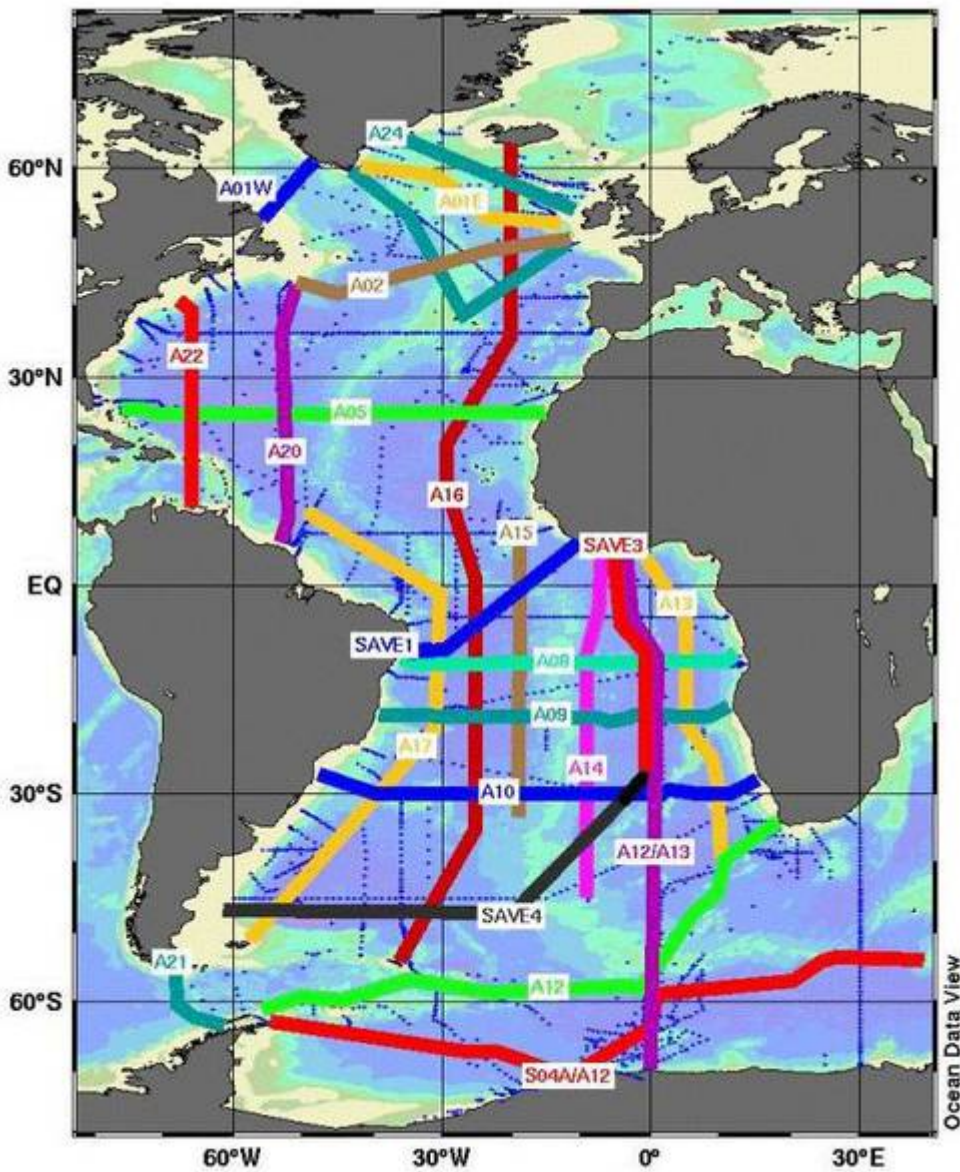 A24
60°N
A01W
A01E
A02
A22
30°N
A05
A20
A16
A15
SAVE3
EQ
A13
SAVE1
A08
A09
A17
A14
30°S
A10
A12/A13
SAVE4
A21
A12
60°S
S04A/A12
60°W
30°W
0°
30°E
Ocean Data View